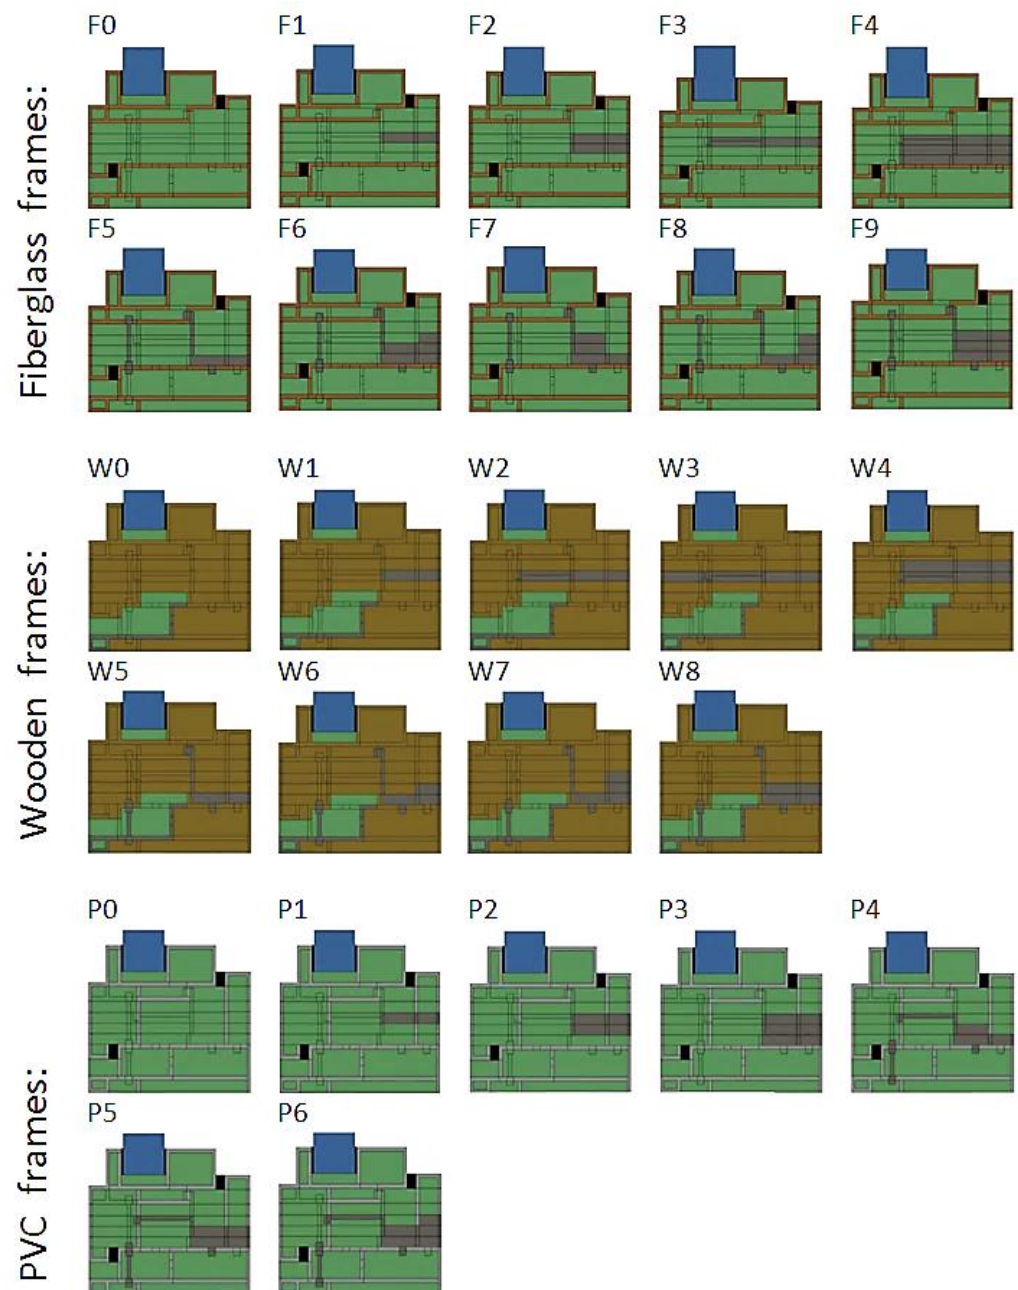 Fiberglass frames:
F0 F1 F2 F3 F4
F5 F6 F7 F8 F9
Wooden frames:
W0 W1 W2 W3 W4
W5 W6 W7 W8
PVC frames:
P0 P1 P2 P3 P4
P5 P6